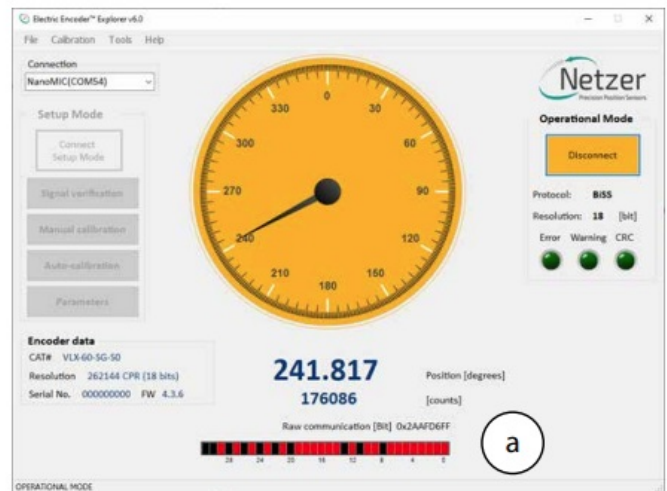 Electric Encoder™ Explorer v6.0
File Calibration Tools Help
Connection
NanoMIC(COM54)
Netzer
Precision Position Sensors
Setup Mode
Connect
Setup Mode
Signal verification
Manual calibration
Auto-calibration
Parameters
0
30
60
90
120
150
180
210
240
270
300
330
Operational Mode
Disconnect
Protocol: BiSS
Resolution: 18 [bit]
Error Warning CRC
Encoder data
CAT# VLX-60-SG-S0
Resolution 262144 CPR (18 bits)
Serial No. 000000000 FW 4.3.6
241.817 Position [degrees]
176086 [counts]
Raw communication [Bit] 0x2AAFD6FF
28 24 20 16 12 8 4 0
a
OPERATIONAL MODE